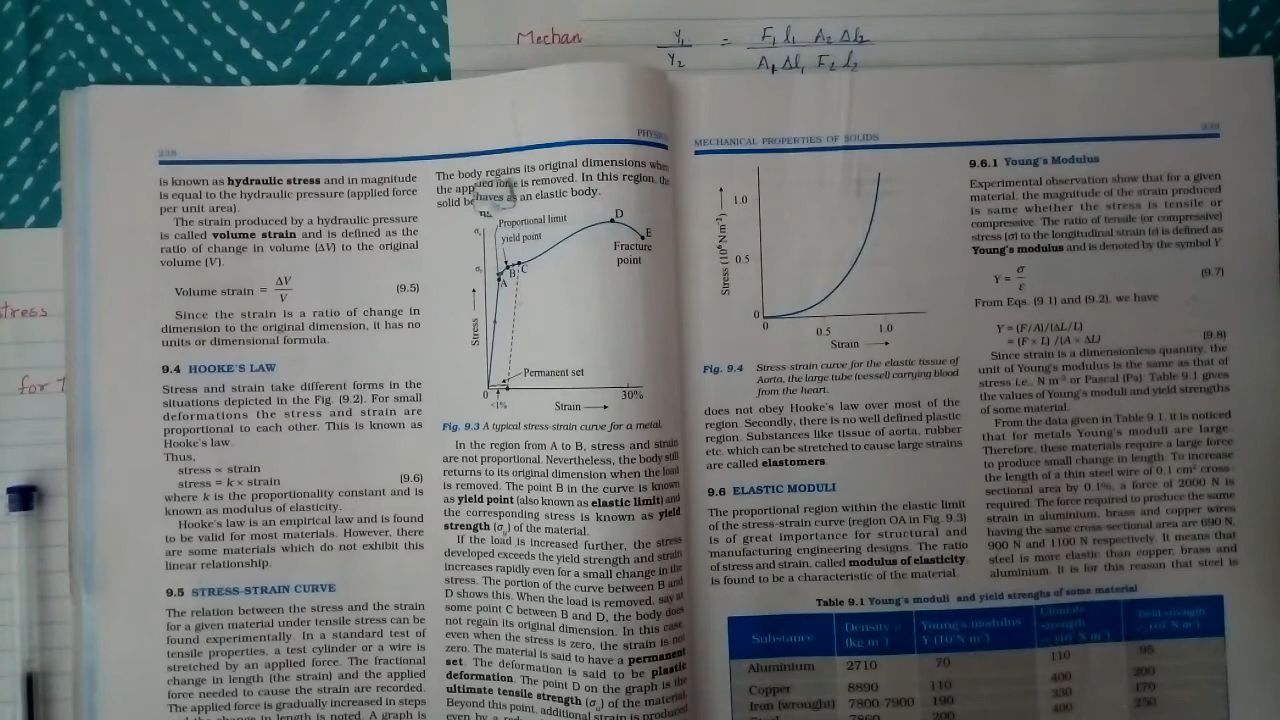 Mechan
Y₁ / Y₂ = F₁ l₁ A₂ Δl₂ / A₁ Δl₁ F₂ l₂
stress
for
238
PHYSI
is known as hydraulic stress and in magnitude
is equal to the hydraulic pressure (applied force
per unit area).
The strain produced by a hydraulic pressure
is called volume strain and is defined as the
ratio of change in volume (ΔV) to the original
volume (V).
Volume strain = ΔV / V (9.5)
Since the strain is a ratio of change in
dimension to the original dimension, it has no
units or dimensional formula.
9.4 HOOKE'S LAW
Stress and strain take different forms in the
situations depicted in the Fig. (9.2). For small
deformations the stress and strain are
proportional to each other. This is known as
Hooke's law.
Thus,
stress ∝ strain
stress = k × strain (9.6)
where k is the proportionality constant and is
known as modulus of elasticity.
Hooke's law is an empirical law and is found
to be valid for most materials. However, there
are some materials which do not exhibit this
linear relationship.
9.5 STRESS-STRAIN CURVE
The relation between the stress and the strain
for a given material under tensile stress can be
found experimentally. In a standard test of
tensile properties, a test cylinder or a wire is
stretched by an applied force. The fractional
change in length (the strain) and the applied
force needed to cause the strain are recorded.
The applied force is gradually increased in steps
change in length is noted. A graph is
The body regains its original dimensions when
the applied force is removed. In this region, the
solid behaves as an elastic body.
Proportional limit
yield point
D
E
Fracture
point
A
B
C
Stress
Permanent set
0
<1%
Strain
30%
Fig. 9.3 A typical stress-strain curve for a metal.
In the region from A to B, stress and strain
are not proportional. Nevertheless, the body still
returns to its original dimension when the load
is removed. The point B in the curve is known
as yield point (also known as elastic limit) and
the corresponding stress is known as yield
strength (σy) of the material.
If the load is increased further, the stress
developed exceeds the yield strength and strain
increases rapidly even for a small change in the
stress. The portion of the curve between B and
D shows this. When the load is removed, say at
some point C between B and D, the body does
not regain its original dimension. In this case,
even when the stress is zero, the strain is not
zero. The material is said to have a permanent
set. The deformation is said to be plastic
deformation. The point D on the graph is the
ultimate tensile strength (σu) of the material.
Beyond this point, additional strain is produced
even by a
MECHANICAL PROPERTIES OF SOLIDS
239
Stress (10⁶ N m⁻²)
1.0
0.5
0
0
0.5
1.0
Strain
Fig. 9.4 Stress-strain curve for the elastic tissue of
Aorta, the large tube (vessel) carrying blood
from the heart.
does not obey Hooke's law over most of the
region. Secondly, there is no well defined plastic
region. Substances like tissue of aorta, rubber
etc. which can be stretched to cause large strains
are called elastomers.
9.6 ELASTIC MODULI
The proportional region within the elastic limit
of the stress-strain curve (region OA in Fig. 9.3)
is of great importance for structural and
manufacturing engineering designs. The ratio
of stress and strain, called modulus of elasticity,
is found to be a characteristic of the material.
9.6.1 Young's Modulus
Experimental observation show that for a given
material, the magnitude of the strain produced
is same whether the stress is tensile or
compressive. The ratio of tensile (or compressive)
stress (σ) to the longitudinal strain (ε) is defined as
Young's modulus and is denoted by the symbol Y.
Y = σ / ε (9.7)
From Eqs. (9.1) and (9.2), we have
Y = (F/A)/(ΔL/L)
= (F × L) /(A × ΔL) (9.8)
Since strain is a dimensionless quantity, the
unit of Young's modulus is the same as that of
stress i.e., N m⁻² or Pascal (Pa). Table 9.1 gives
the values of Young's moduli and yield strengths
of some material.
From the data given in Table 9.1, it is noticed
that for metals Young's moduli are large.
Therefore, these materials require a large force
to produce small change in length. To increase
the length of a thin steel wire of 0.1 cm² cross-
sectional area by 0.1%, a force of 2000 N is
required. The force required to produce the same
strain in aluminium, brass and copper wires
having the same cross-sectional area are 690 N,
900 N and 1100 N respectively. It means that
steel is more elastic than copper, brass and
aluminium. It is for this reason that steel is
Table 9.1 Young's moduli and yield strenghs of some material
Substance Density ρ (kg m⁻³) Young's modulus Y (10⁹ N m⁻²) Ultimate strength (10⁶ N m⁻²) Yield strength (10⁶ N m⁻²)
Aluminium 2710 70 110 95
Copper 8890 110 400 200
Iron (wrought) 7800-7900 190 330 170
7860 200 400 250